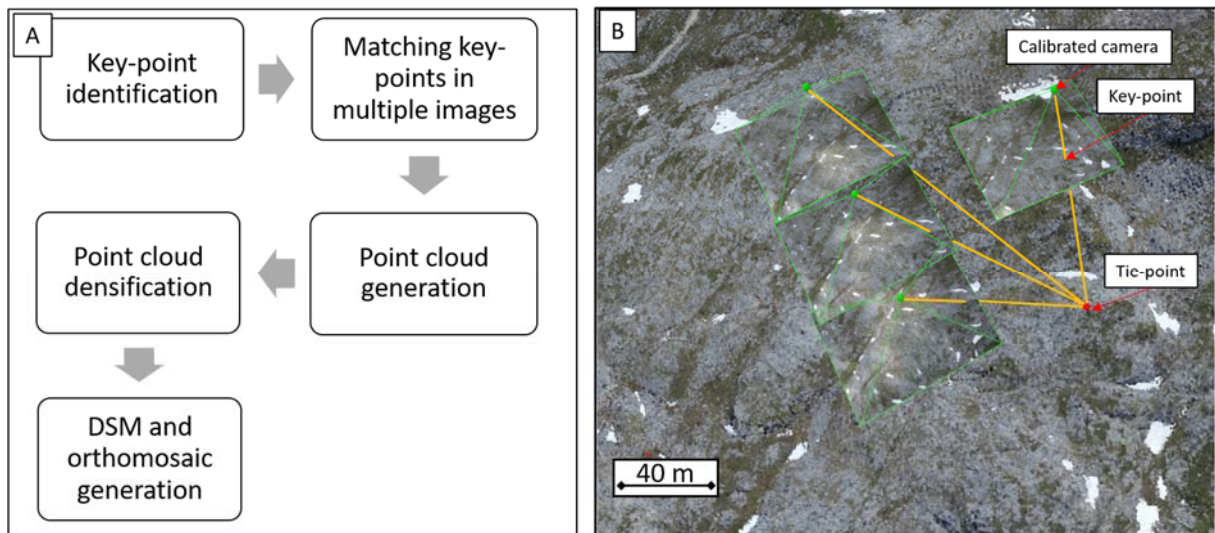 A
Key-point
identification
Matching key-
points in
multiple images
Point cloud
generation
Point cloud
densification
DSM and
orthomosaic
generation
B
Calibrated camera
Key-point
Tie-point
40 m